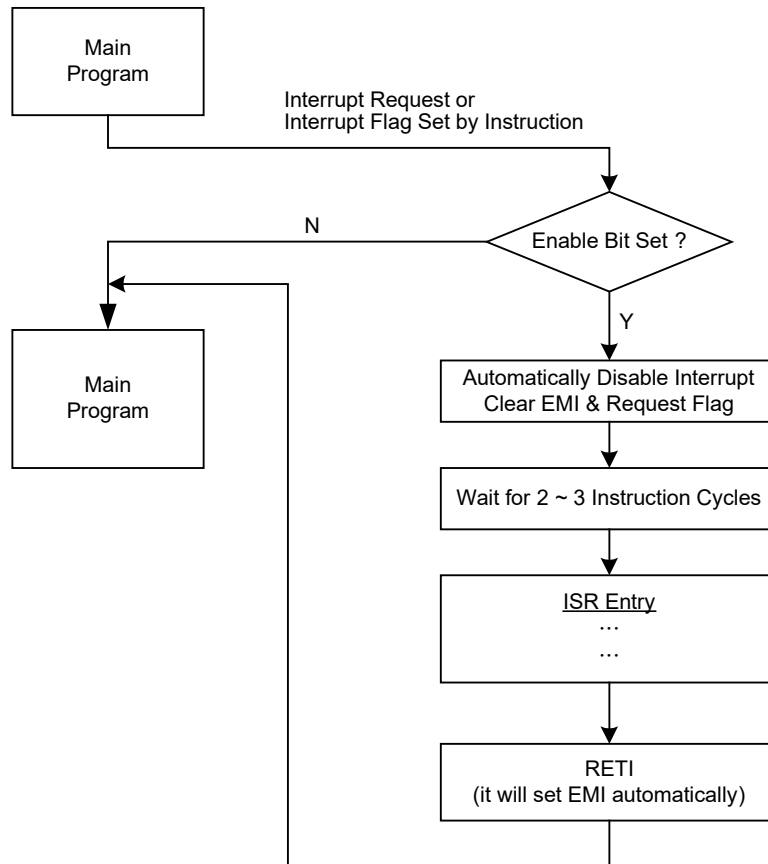 Main
Program
Interrupt Request or
Interrupt Flag Set by Instruction
Enable Bit Set ?
N
Y
Main
Program
Automatically Disable Interrupt
Clear EMI & Request Flag
Wait for 2 ~ 3 Instruction Cycles
ISR Entry
...
...
RETI
(it will set EMI automatically)